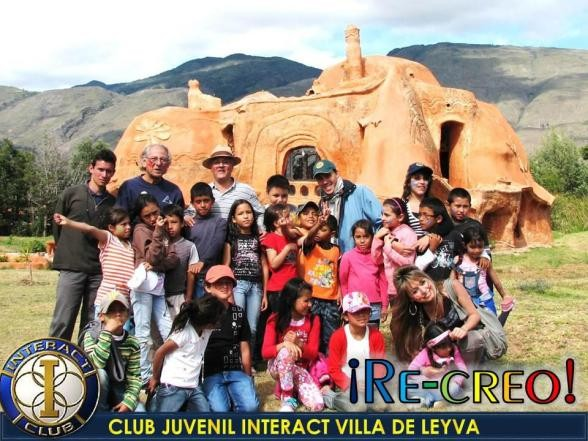 ¡RE-CREO!
INTERACT
I
CLUB
CLUB JUVENIL INTERACT VILLA DE LEYVA